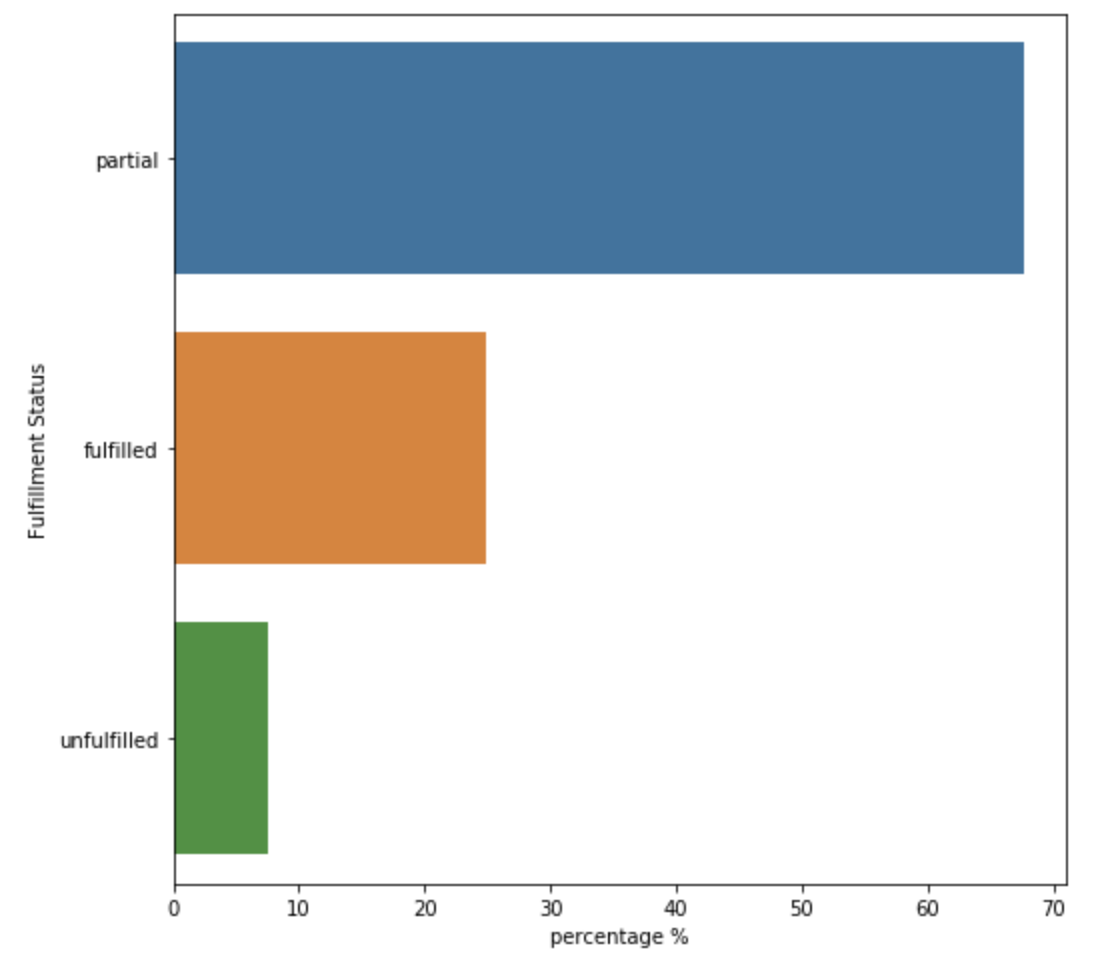 partial
fulfilled
unfulfilled
Fulfillment Status
0 10 20 30 40 50 60 70
percentage %